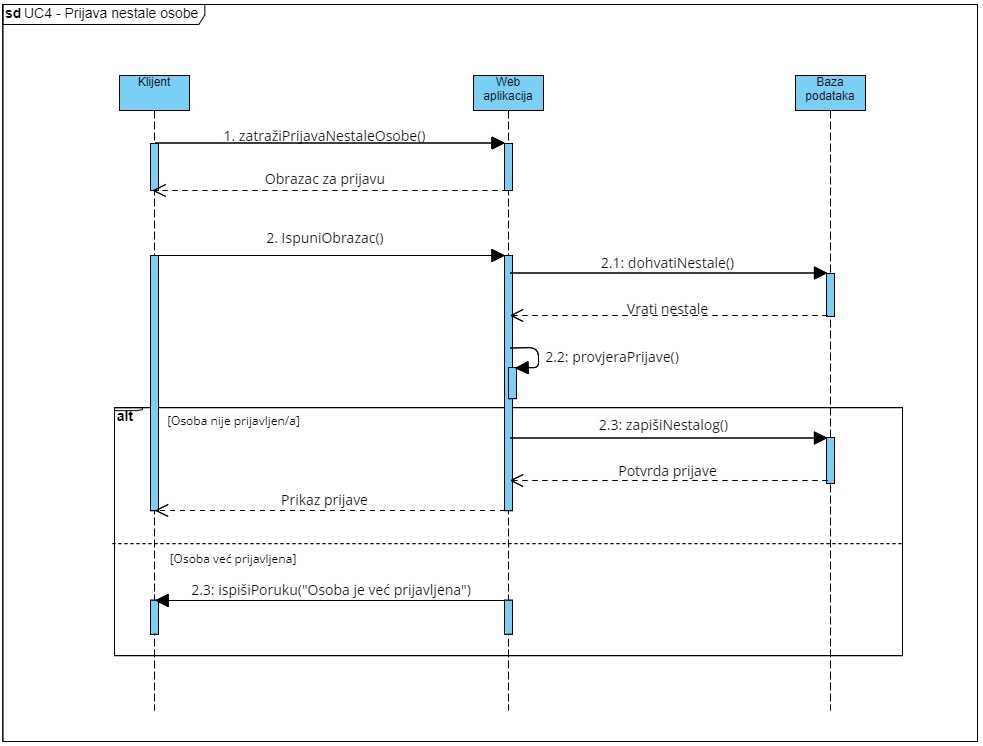 sd UC4 - Prijava nestale osobe
Klijent
Web
aplikacija
Baza
podataka
1. zatražiPrijavaNestaleOsobe()
Obrazac za prijavu
2. IspuniObrazac()
2.1: dohvatiNestale()
Vrati nestale
2.2: provjeraPrijave()
alt
[Osoba nije prijavljen/a]
2.3: zapišiNestalog()
Potvrda prijave
Prikaz prijave
[Osoba već prijavljena]
2.3: ispišiPoruku("Osoba je već prijavljena")